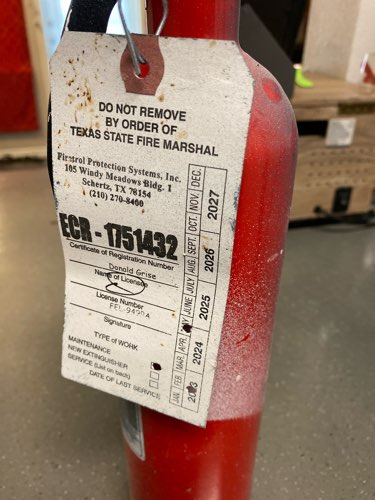 DO NOT REMOVE
BY ORDER OF
TEXAS STATE FIRE MARSHAL
Firetrol Protection Systems, Inc.
105 Windy Meadows Bldg. 1
Schertz, TX 78154
(210) 270-8400
ECR - 1751432
Certificate of Registration Number
Donald Grise
Name of Licensee
License Number
Signature
TYPE of WORK
MAINTENANCE
NEW EXTINGUISHER
SERVICE (List on back)
DATE OF LAST SERVICE
JAN. FEB. MAR. APR. MAY JUNE JULY AUG. SEPT. OCT. NOV. DEC.
2023 2024 2025 2026 2027